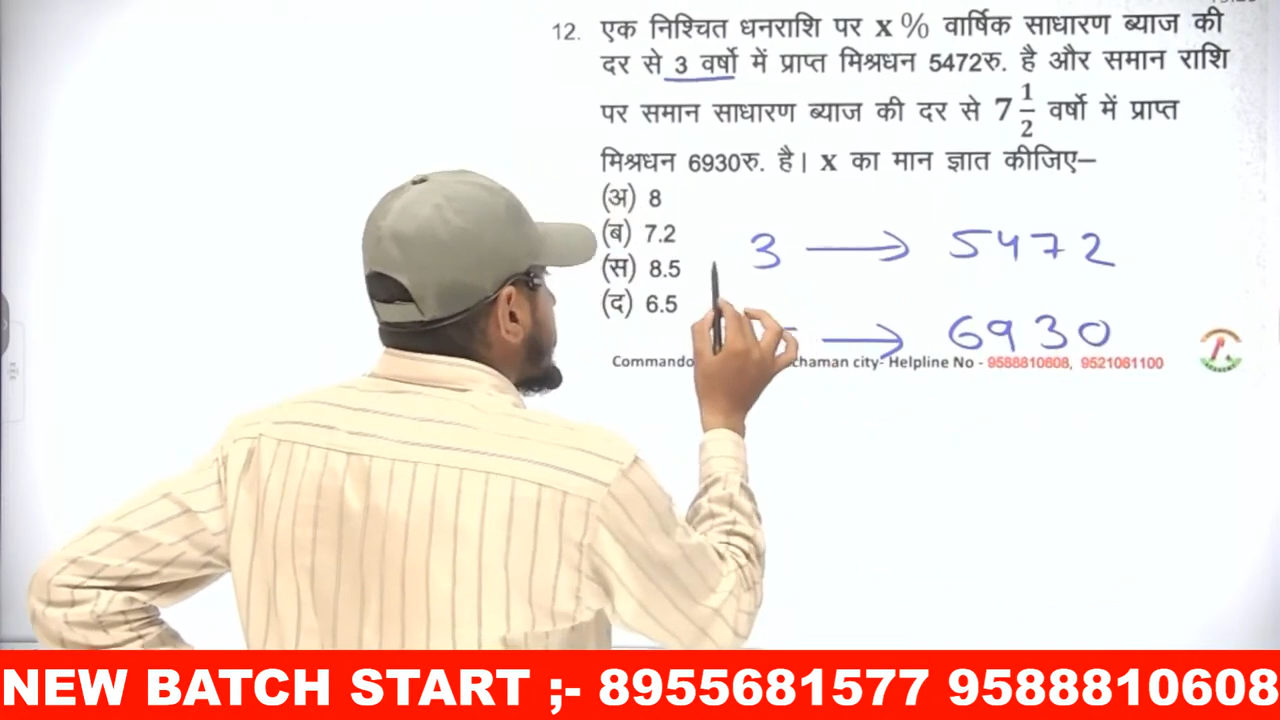 12. एक निश्चित धनराशि पर x % वार्षिक साधारण ब्याज की
दर से 3 वर्षो में प्राप्त मिश्रधन 5472रु. है और समान राशि
पर समान साधारण ब्याज की दर से 7 1/2 वर्षो में प्राप्त
मिश्रधन 6930रु. है। x का मान ज्ञात कीजिए–
(अ) 8
(ब) 7.2
(स) 8.5
(द) 6.5
3 → 5472
→ 6930
Commando
chaman city- Helpline No - 9588810608, 9521061100
NEW BATCH START ;- 8955681577 9588810608